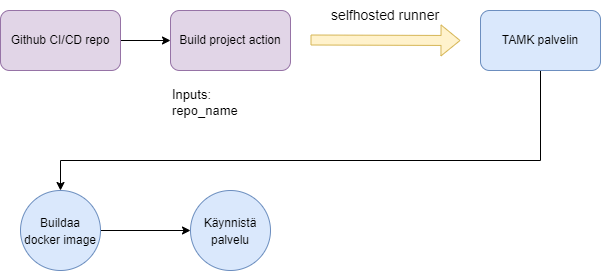 selfhosted runner
Github CI/CD repo
Build project action
TAMK palvelin
Inputs:
repo_name
Buildaa
docker image
Käynnistä
palvelu